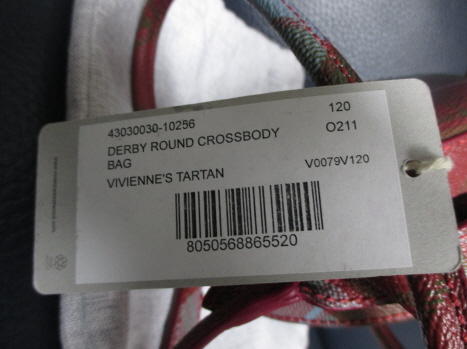 43030030-10256 120
DERBY ROUND CROSSBODY O211
BAG
VIVIENNE'S TARTAN V0079V120
8050568865520